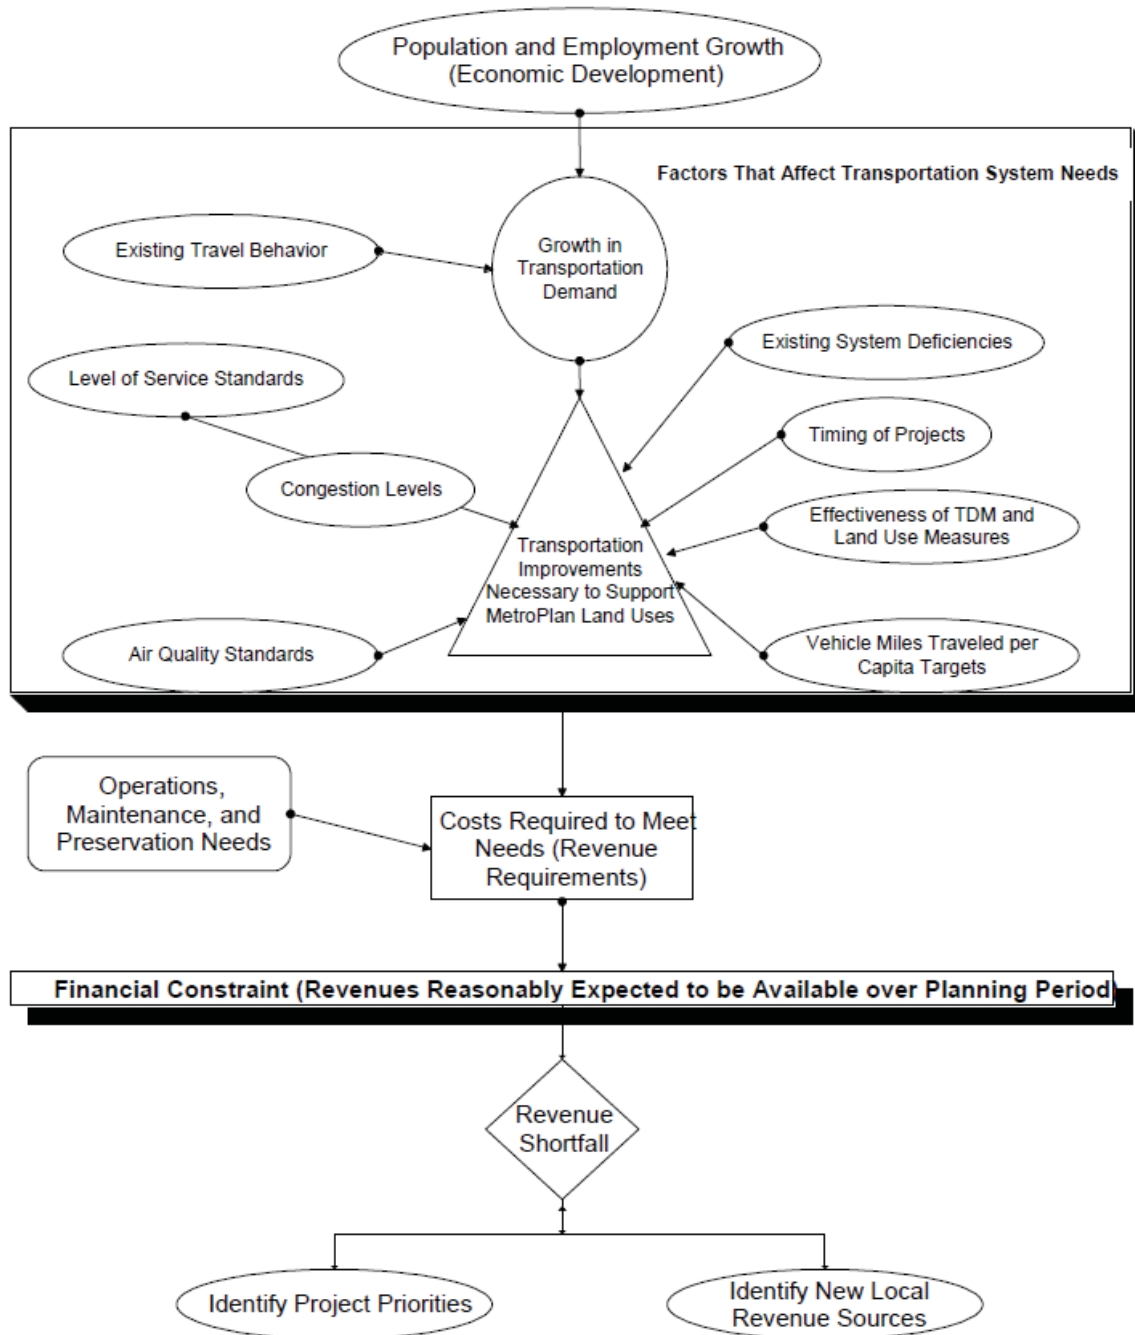 Population and Employment Growth
(Economic Development)
Factors That Affect Transportation System Needs
Existing Travel Behavior
Growth in
Transportation
Demand
Existing System Deficiencies
Level of Service Standards
Timing of Projects
Congestion Levels
Effectiveness of TDM and
Land Use Measures
Transportation
Improvements
Necessary to Support
MetroPlan Land Uses
Air Quality Standards
Vehicle Miles Traveled per
Capita Targets
Operations,
Maintenance, and
Preservation Needs
Costs Required to Meet
Needs (Revenue
Requirements)
Financial Constraint (Revenues Reasonably Expected to be Available over Planning Period)
Revenue
Shortfall
Identify Project Priorities
Identify New Local
Revenue Sources